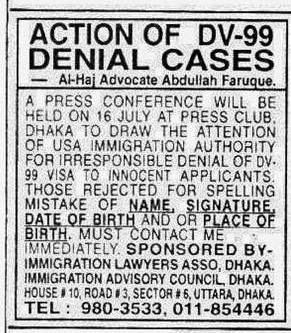 ACTION OF DV-99
DENIAL CASES
— Al-Haj Advocate Abdullah Faruque.
A PRESS CONFERENCE WILL BE
HELD ON 16 JULY AT PRESS CLUB.
DHAKA TO DRAW THE ATTENTION
OF USA IMMIGRATION AUTHORITY
FOR IRRESPONSIBLE DENIAL OF DV-
99 VISA TO INNOCENT APPLICANTS.
THOSE REJECTED FOR SPELLING
MISTAKE OF NAME, SIGNATURE,
DATE OF BIRTH AND OR PLACE OF
BIRTH. MUST CONTACT ME
IMMEDIATELY. SPONSORED BY-
IMMIGRATION LAWYERS ASSO, DHAKA.
IMMIGRATION ADVISORY COUNCIL, DHAKA.
HOUSE # 10, ROAD # 3, SECTOR # 6, UTTARA, DHAKA.
TEL : 980-3533, 011-854446